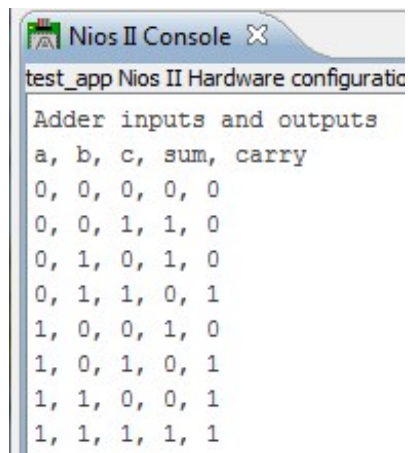 Nios II Console
test_app Nios II Hardware configuratio
Adder inputs and outputs
a, b, c, sum, carry
0, 0, 0, 0, 0
0, 0, 1, 1, 0
0, 1, 0, 1, 0
0, 1, 1, 0, 1
1, 0, 0, 1, 0
1, 0, 1, 0, 1
1, 1, 0, 0, 1
1, 1, 1, 1, 1